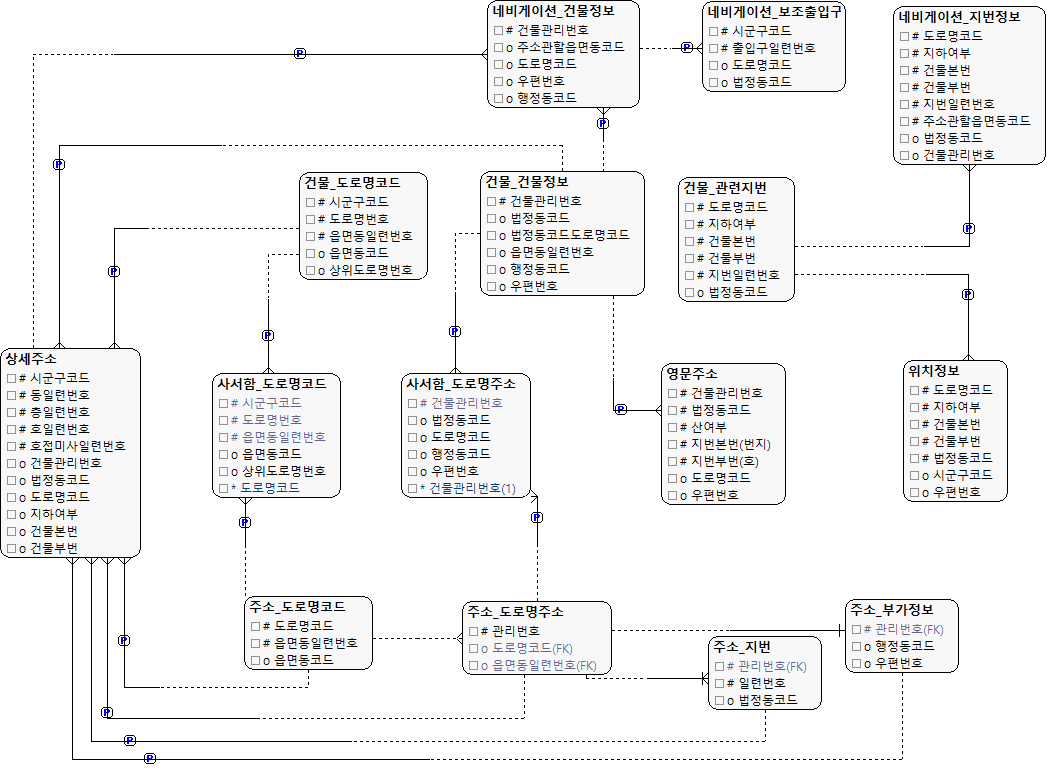 네비게이션_건물정보
# 건물관리번호
o 주소관할읍면동코드
o 도로명코드
o 우편번호
o 행정동코드
네비게이션_보조출입구
# 시군구코드
# 출입구일련번호
o 도로명코드
o 법정동코드
네비게이션_지번정보
# 도로명코드
# 지하여부
# 건물본번
# 건물부번
# 지번일련번호
# 주소관할읍면동코드
o 법정동코드
o 건물관리번호
P
P
P
P
건물_도로명코드
# 시군구코드
# 도로명번호
# 읍면동일련번호
o 읍면동코드
o 상위도로명번호
건물_건물정보
# 건물관리번호
o 법정동코드
o 법정동코드도로명코드
o 읍면동일련번호
o 행정동코드
o 우편번호
건물_관련지번
# 도로명코드
# 지하여부
# 건물본번
# 건물부번
# 지번일련번호
o 법정동코드
P
P
P
P
P
상세주소
# 시군구코드
# 동일련번호
# 층일련번호
# 호일련번호
# 호접미사일련번호
o 건물관리번호
o 법정동코드
o 도로명코드
o 지하여부
o 건물본번
o 건물부번
사서함_도로명코드
# 시군구코드
# 도로명번호
# 읍면동일련번호
o 읍면동코드
o 상위도로명번호
* 도로명코드
사서함_도로명주소
# 건물관리번호
o 법정동코드
o 도로명코드
o 행정동코드
o 우편번호
* 건물관리번호(1)
P
영문주소
# 건물관리번호
# 법정동코드
# 산여부
# 지번본번(번지)
# 지번부번(호)
o 도로명코드
o 우편번호
위치정보
# 도로명코드
# 지하여부
# 건물본번
# 건물부번
# 법정동코드
o 시군구코드
o 우편번호
P
P
주소_도로명코드
# 도로명코드
# 읍면동일련번호
o 읍면동코드
주소_도로명주소
# 관리번호
o 도로명코드(FK)
o 읍면동일련번호(FK)
주소_지번
# 관리번호(FK)
# 일련번호
o 법정동코드
주소_부가정보
# 관리번호(FK)
o 행정동코드
o 우편번호
P
P
P
P